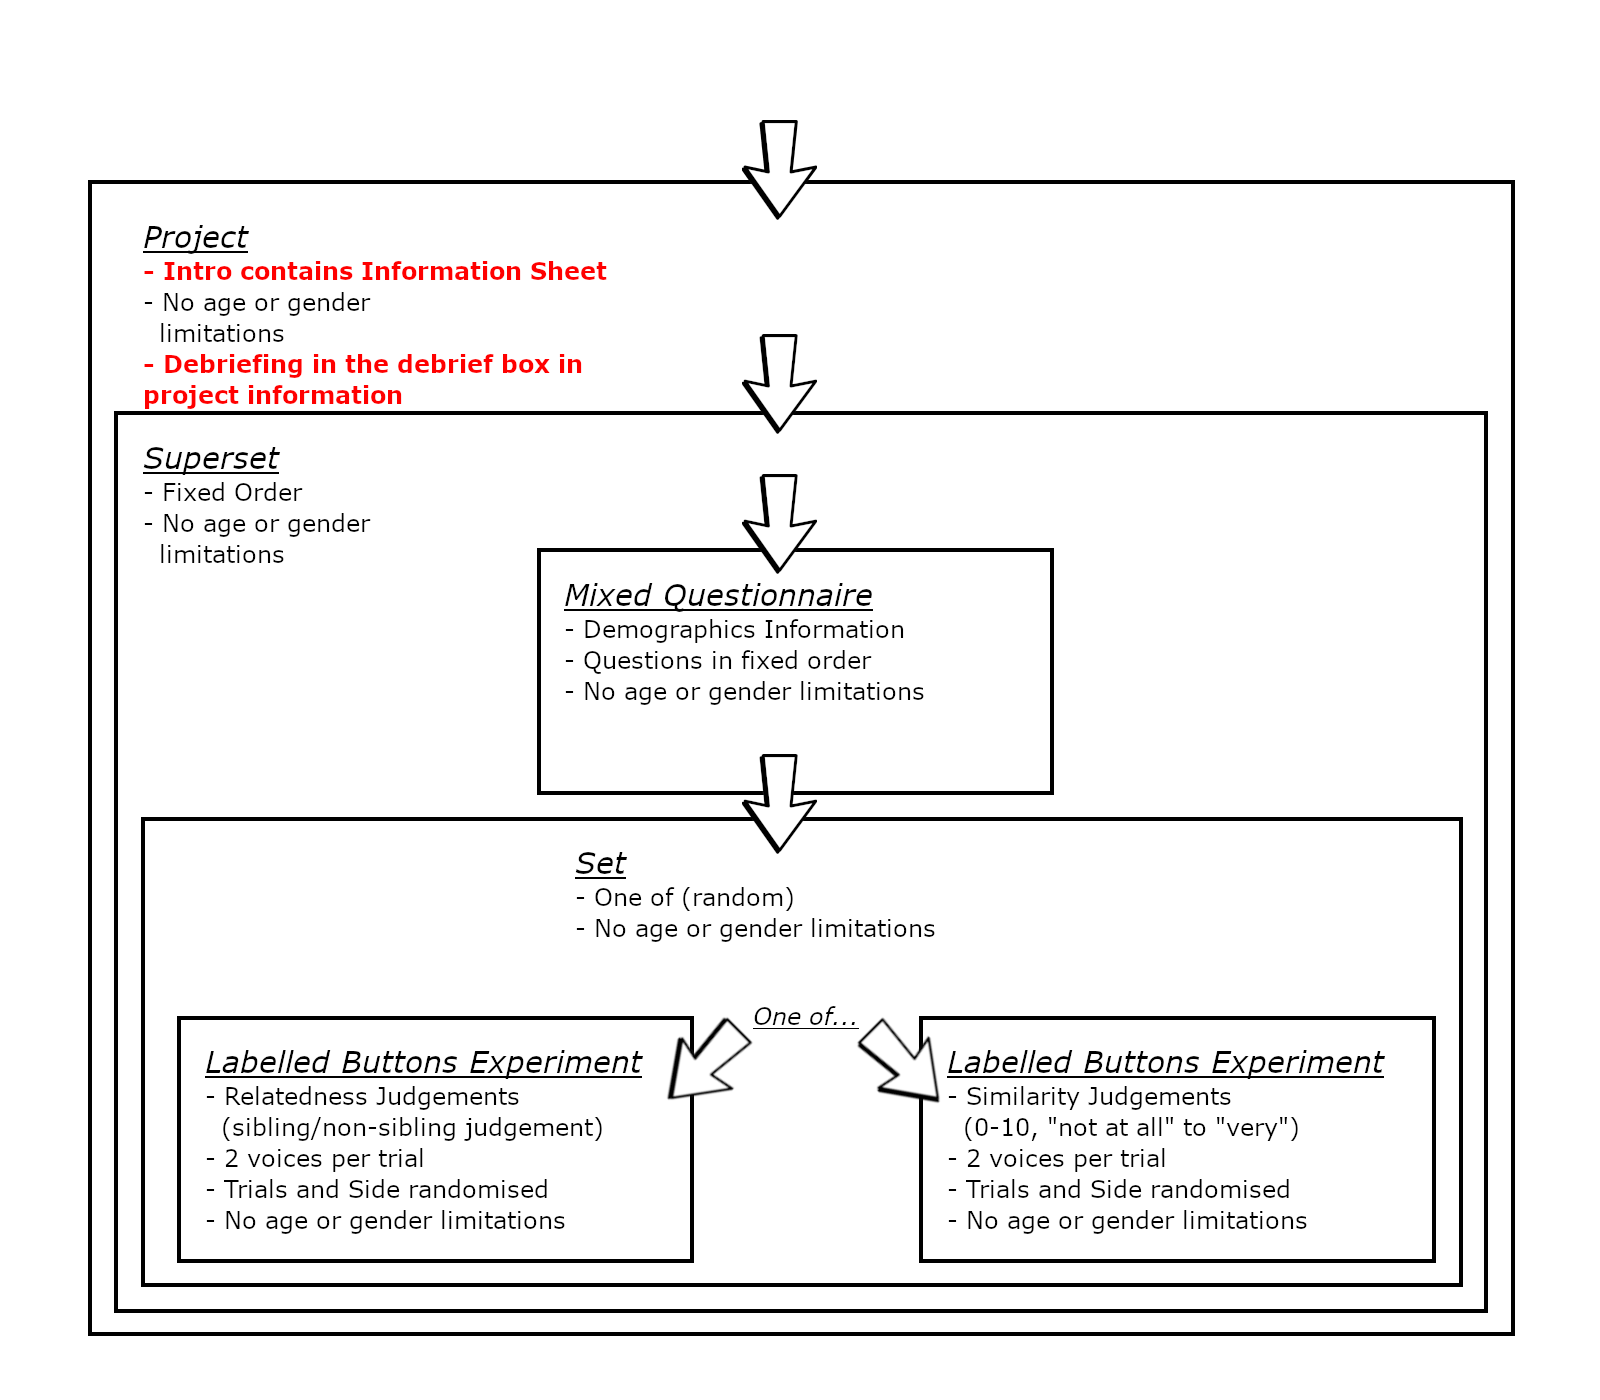 Project
- Intro contains Information Sheet
- No age or gender
limitations
- Debriefing in the debrief box in
project information
Superset
- Fixed Order
- No age or gender
limitations
Mixed Questionnaire
- Demographics Information
- Questions in fixed order
- No age or gender limitations
Set
- One of (random)
- No age or gender limitations
One of...
Labelled Buttons Experiment
- Relatedness Judgements
(sibling/non-sibling judgement)
- 2 voices per trial
- Trials and Side randomised
- No age or gender limitations
Labelled Buttons Experiment
- Similarity Judgements
(0-10, "not at all" to "very")
- 2 voices per trial
- Trials and Side randomised
- No age or gender limitations